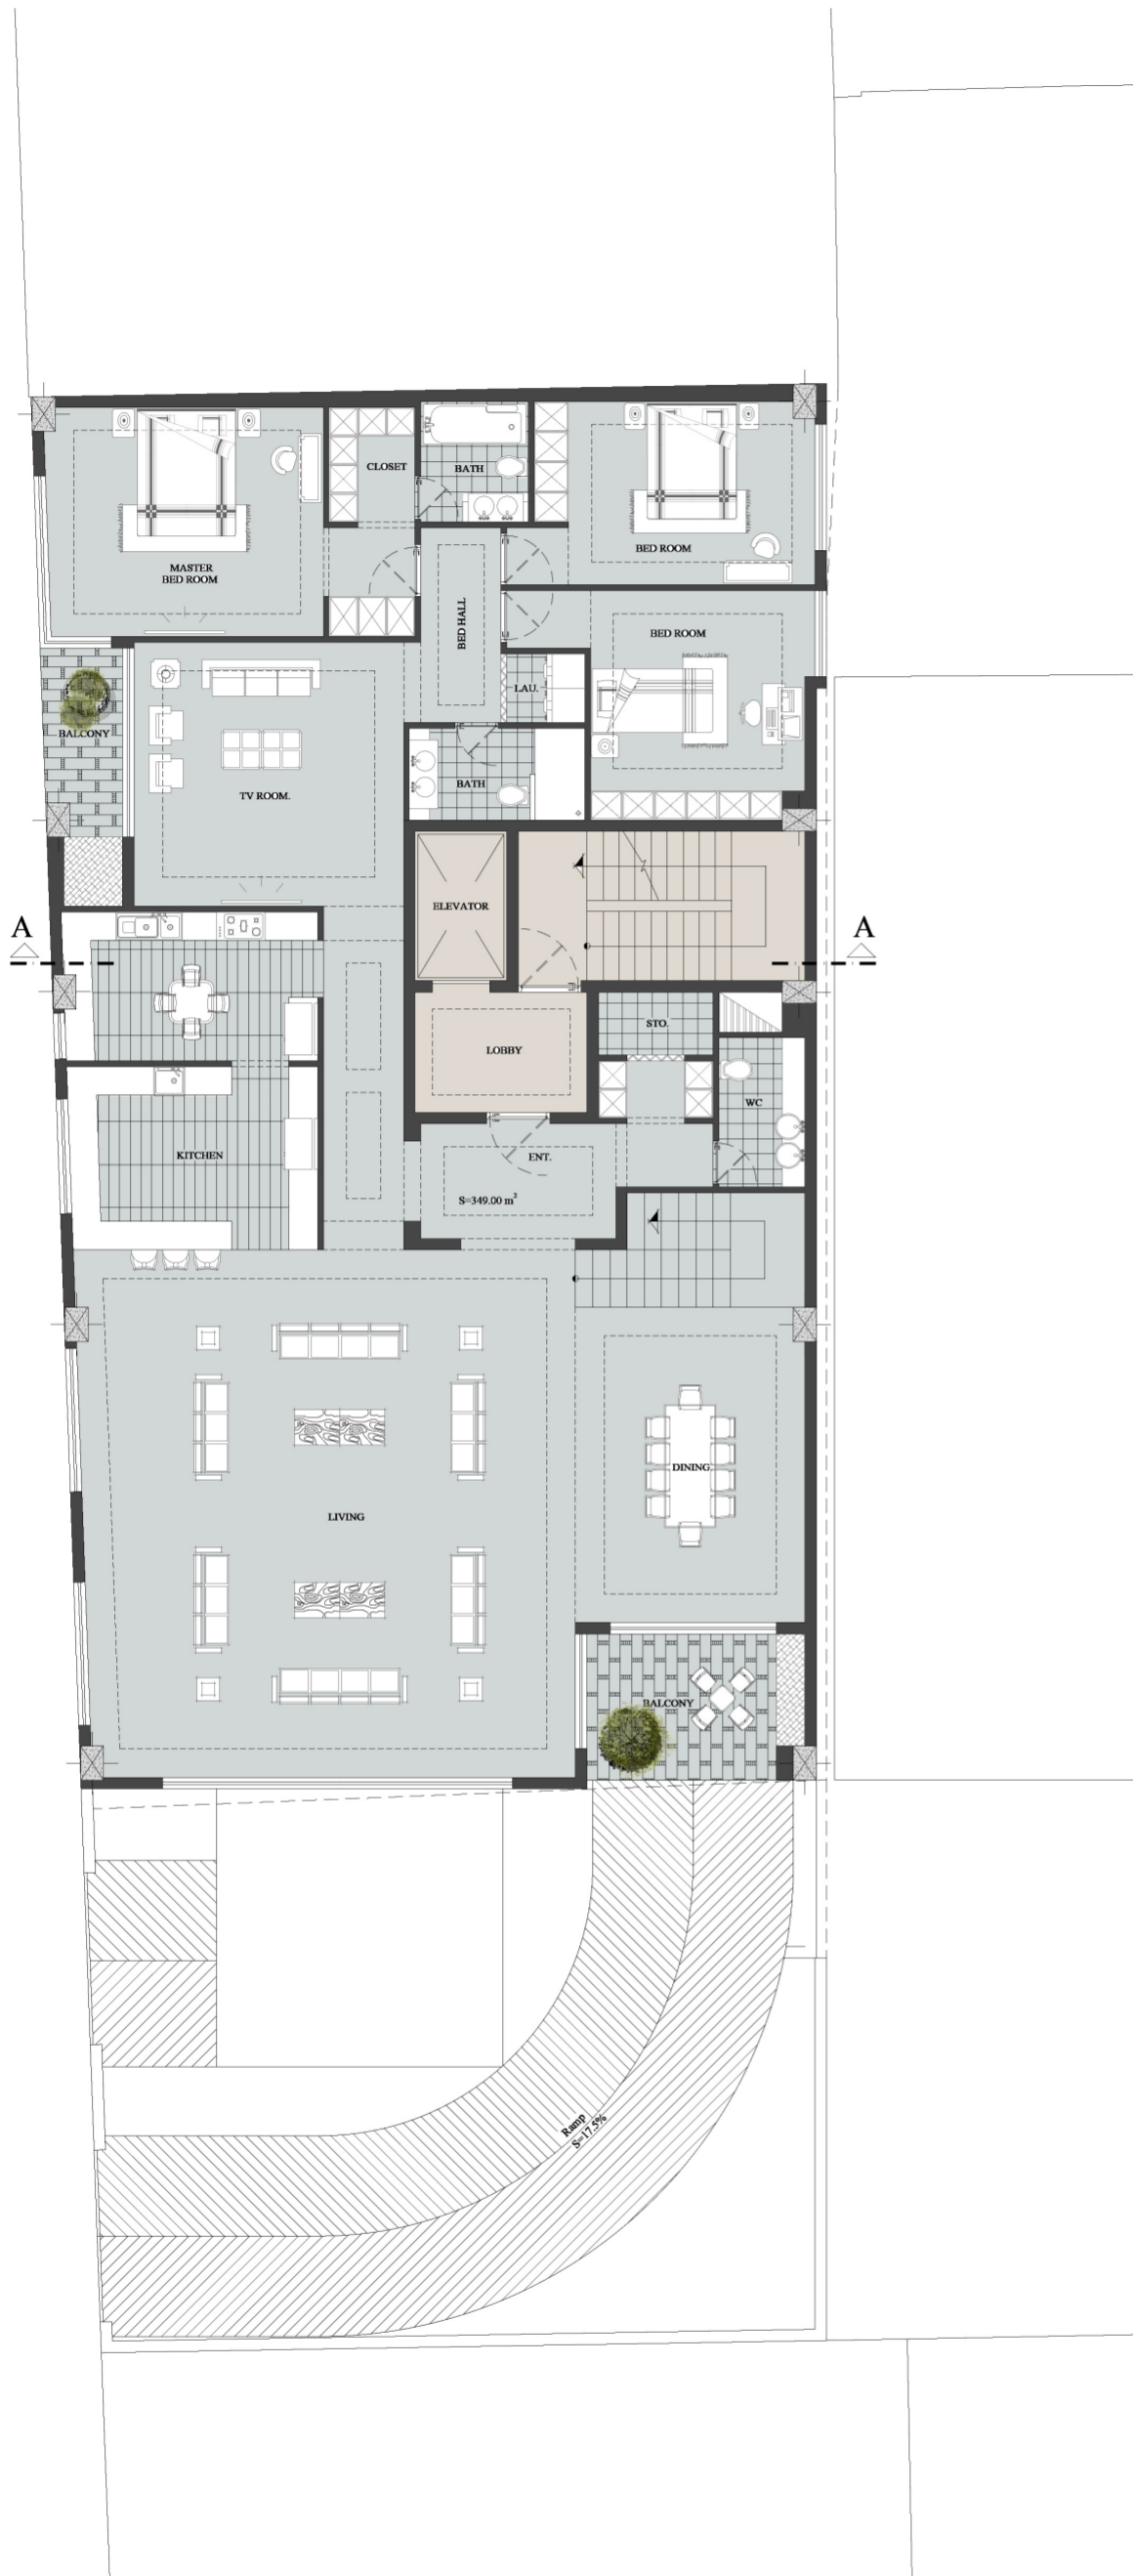 CLOSET
BATH
BED ROOM
MASTER
BED ROOM
BED HALL
BED ROOM
LAU.
BALCONY
BATH
TV ROOM.
ELEVATOR
A
A
STO.
LOBBY
WC
KITCHEN
ENT.
S=349.00 m²
DINING
LIVING
BALCONY
Ramp
S=17.5%